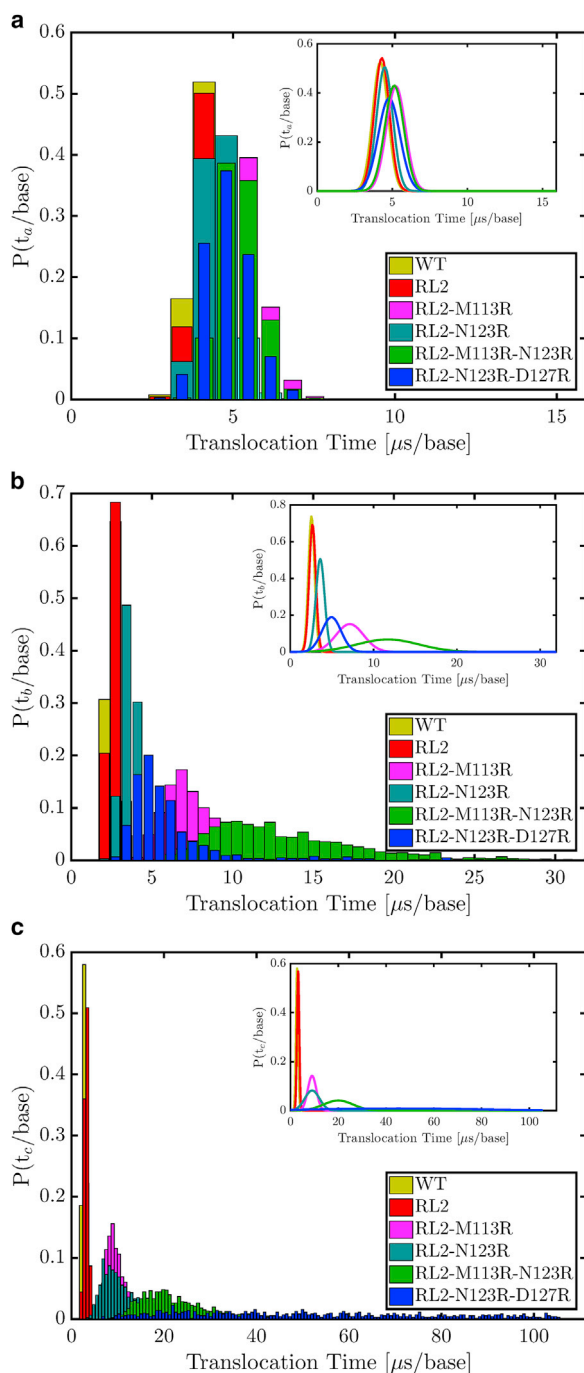 a
0.6
0.5
0.4
0.3
0.2
0.1
0
P(tₐ/base)
5
10
15
Translocation Time [μs/base]
0.6
0.4
0.2
0
P(tₐ/base)
0
5
10
15
Translocation Time [μs/base]
WT
RL2
RL2-M113R
RL2-N123R
RL2-M113R-N123R
RL2-N123R-D127R
b
0.7
0.6
0.5
0.4
0.3
0.2
0.1
0
P(t_b/base)
0
5
10
15
20
25
30
Translocation Time [μs/base]
0.8
0.6
0.4
0.2
0
P(t_b/base)
0
10
20
30
Translocation Time [μs/base]
WT
RL2
RL2-M113R
RL2-N123R
RL2-M113R-N123R
RL2-N123R-D127R
c
0.6
0.5
0.4
0.3
0.2
0.1
0
P(t_c/base)
0
20
40
60
80
100
Translocation Time [μs/base]
0.6
0.4
0.2
0
P(t_c/base)
0
20
40
60
80
100
Translocation Time [μs/base]
WT
RL2
RL2-M113R
RL2-N123R
RL2-M113R-N123R
RL2-N123R-D127R